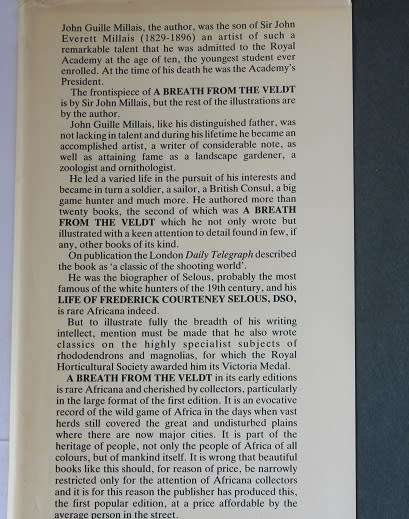 John Guille Millais, the author, was the son of Sir John
Everett Millais (1829-1896) an artist of such a
remarkable talent that he was admitted to the Royal
Academy at the age of ten, the youngest student ever
enrolled. At the time of his death he was the Academy's
President.
The frontispiece of A BREATH FROM THE VELDT
is by Sir John Millais, but the rest of the illustrations are
by the author.
John Guille Millais, like his distinguished father, was
not lacking in talent and during his lifetime he became an
accomplished artist, a writer of considerable note, as
well as attaining fame as a landscape gardener, a
zoologist and ornithologist.
He led a varied life in the pursuit of his interests and
became in turn a soldier, a sailor, a British Consul, a big
game hunter and much more. He authored more than
twenty books, the second of which was A BREATH
FROM THE VELDT which he not only wrote but
illustrated with a keen attention to detail found in few, if
any, other books of its kind.
On publication the London Daily Telegraph described
the book as 'a classic of the shooting world'.
He was the biographer of Selous, probably the most
famous of the white hunters of the 19th century, and his
LIFE OF FREDERICK COURTENEY SELOUS, DSO,
is rare Africana indeed.
But to illustrate fully the breadth of his writing
intellect, mention must be made that he also wrote
classics on the highly specialist subjects of
rhododendrons and magnolias, for which the Royal
Horticultural Society awarded him its Victoria Medal.
A BREATH FROM THE VELDT in its early editions
is rare Africana and cherished by collectors, particularly
in the large format of the first edition. It is an evocative
record of the wild game of Africa in the days when vast
herds still covered the great and undisturbed plains
where there are now major cities. It is part of the
heritage of people, not only the people of Africa of all
colours, but of mankind itself. It is wrong that beautiful
books like this should, for reason of price, be narrowly
restricted only for the attention of Africana collectors
and it is for this reason the publisher has produced this,
the first popular edition, at a price affordable by the
average person in the street.